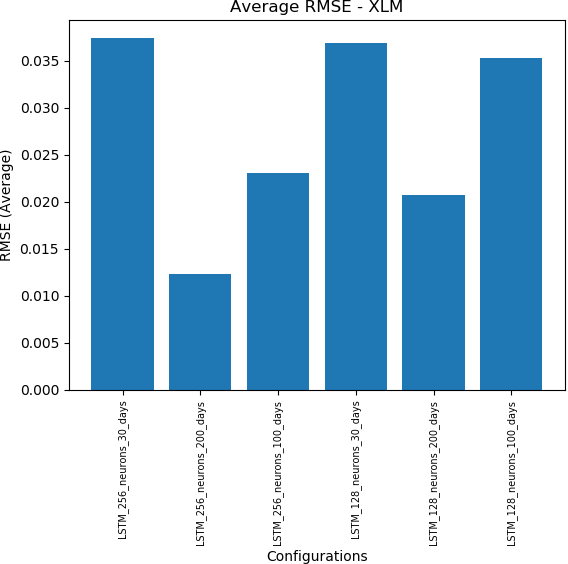 Average RMSE - XLM
RMSE (Average)
0.035
0.030
0.025
0.020
0.015
0.010
0.005
0.000
LSTM_256_neurons_30_days
LSTM_256_neurons_200_days
LSTM_256_neurons_100_days
LSTM_128_neurons_30_days
LSTM_128_neurons_200_days
LSTM_128_neurons_100_days
Configurations